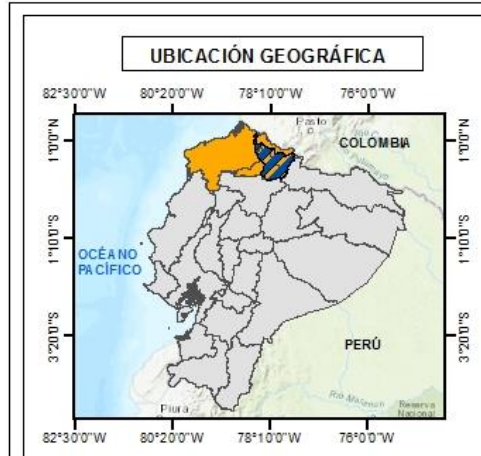 UBICACIÓN GEOGRÁFICA
82°30'0"W 80°20'0"W 78°10'0"W 76°0'0"W
Pasto
1°0'0"N 1°0'0"N
COLOMBIA
1°10'0"S 1°10'0"S
OCÉANO
PACÍFICO
3°20'0"S 3°20'0"S
PERÚ
Piura
Reserva
Nacional
82°30'0"W 80°20'0"W 78°10'0"W 76°0'0"W